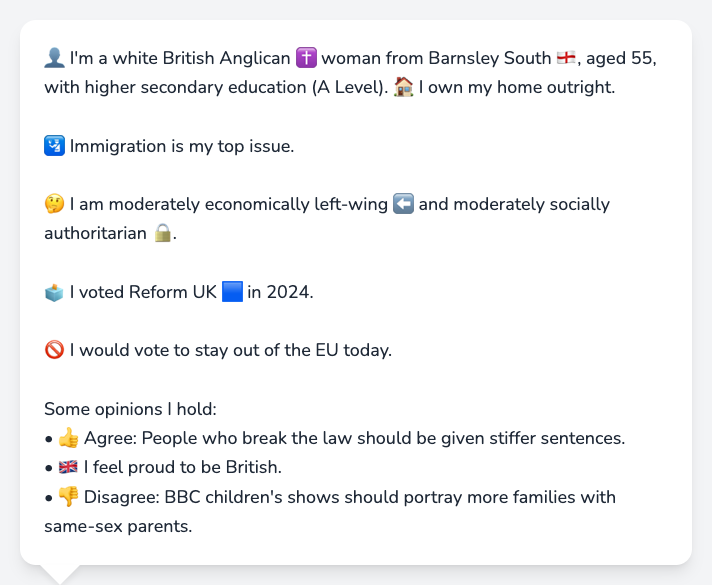 👤 I'm a white British Anglican ✝️ woman from Barnsley South 🏴󠁧󠁢󠁥󠁮󠁧󠁿, aged 55,
with higher secondary education (A Level). 🏠 I own my home outright.
🛂 Immigration is my top issue.
🤔 I am moderately economically left-wing ⬅️ and moderately socially
authoritarian 🔒.
🗳️ I voted Reform UK 🟦 in 2024.
🚫 I would vote to stay out of the EU today.
Some opinions I hold:
• 👍 Agree: People who break the law should be given stiffer sentences.
• 🇬🇧 I feel proud to be British.
• 👎 Disagree: BBC children's shows should portray more families with
same-sex parents.